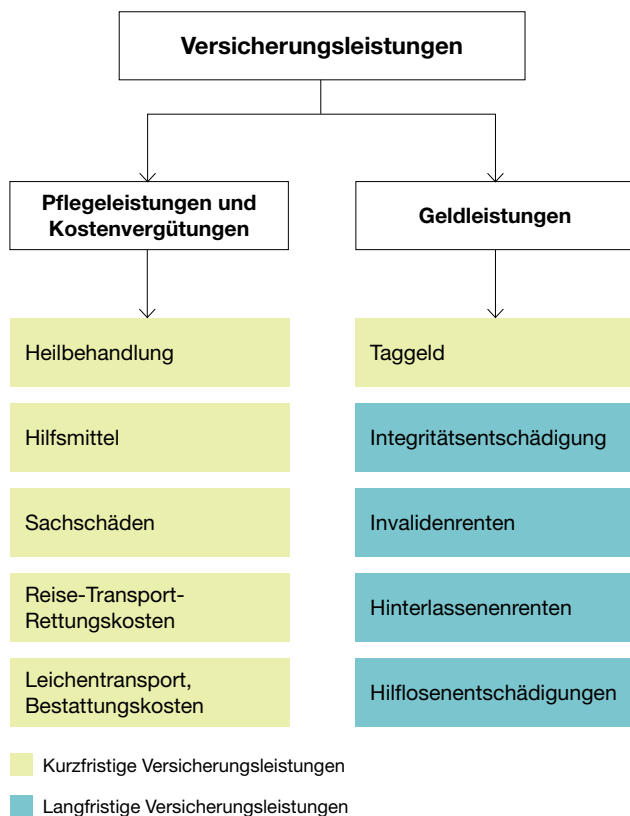 Versicherungsleistungen
Pflegeleistungen und
Kostenvergütungen
Geldleistungen
Heilbehandlung
Hilfsmittel
Sachschäden
Reise-Transport-
Rettungskosten
Leichentransport,
Bestattungskosten
Taggeld
Integritätsentschädigung
Invalidenrenten
Hinterlassenenrenten
Hilflosenentschädigungen
Kurzfristige Versicherungsleistungen
Langfristige Versicherungsleistungen